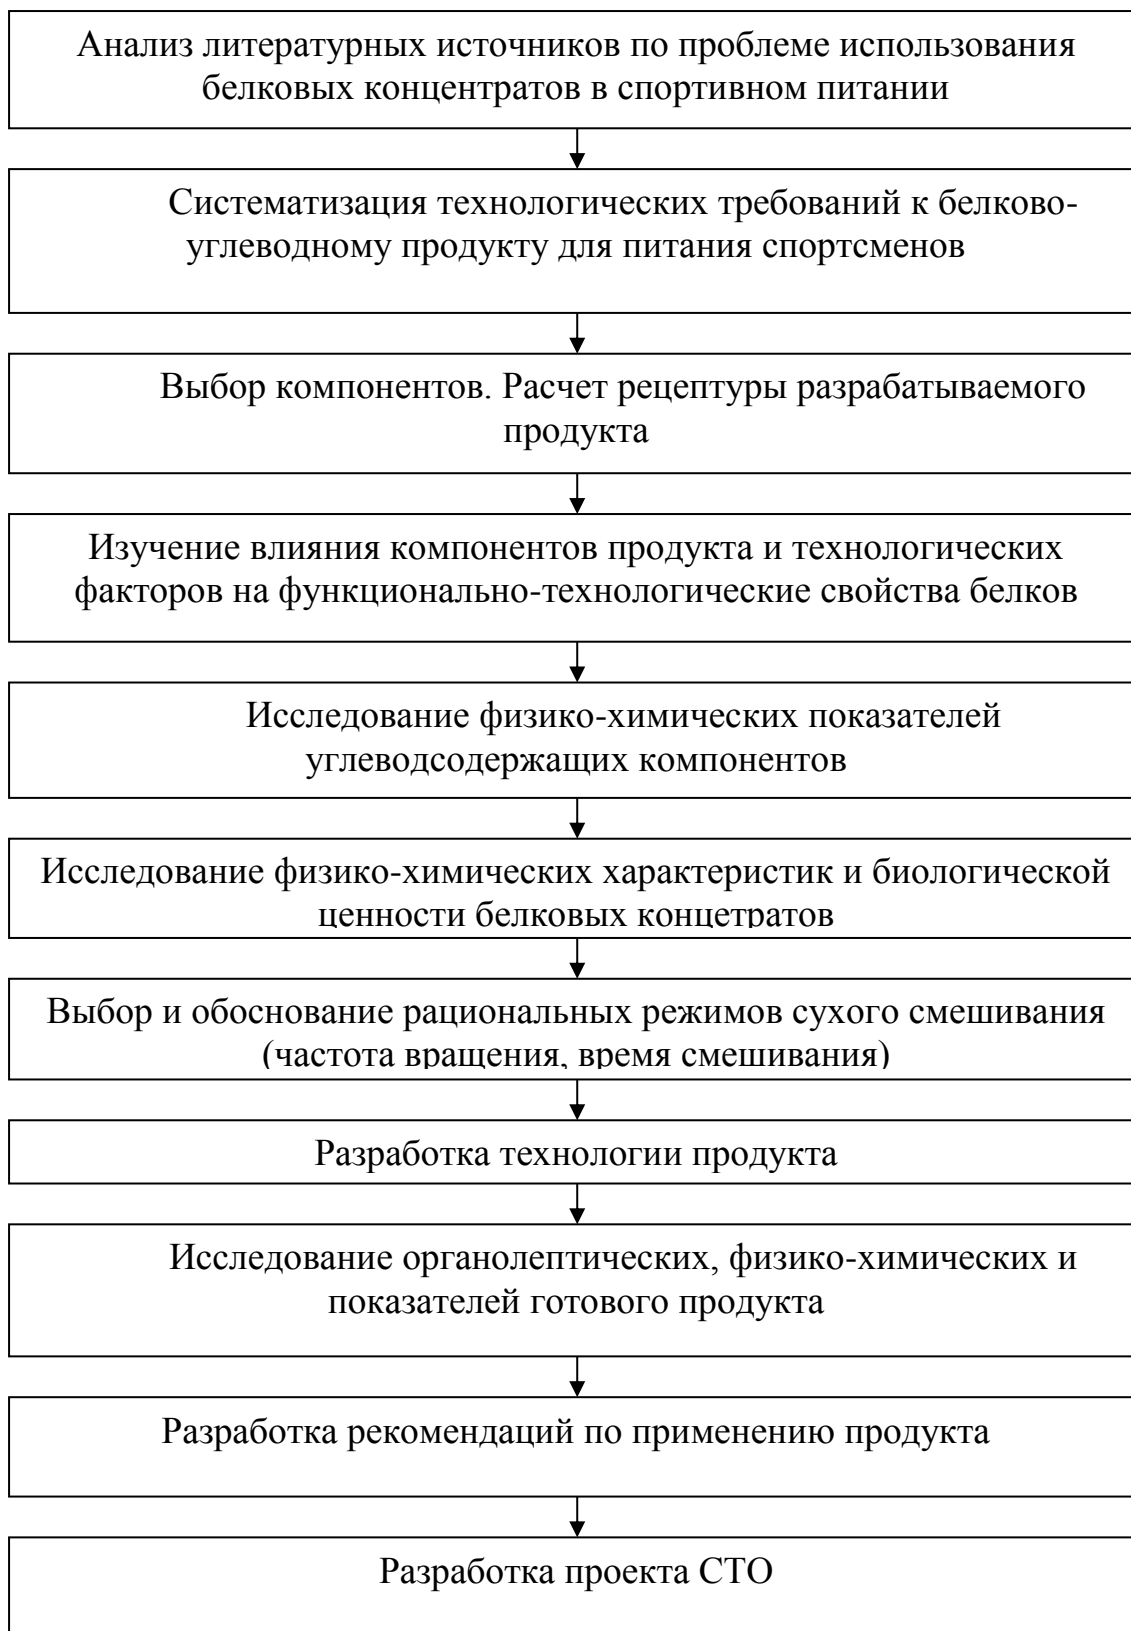 Анализ литературных источников по проблеме использования
белковых концентратов в спортивном питании
Систематизация технологических требований к белково-
углеводному продукту для питания спортсменов
Выбор компонентов. Расчет рецептуры разрабатываемого
продукта
Изучение влияния компонентов продукта и технологических
факторов на функционально-технологические свойства белков
Исследование физико-химических показателей
углеводсодержащих компонентов
Исследование физико-химических характеристик и биологической
ценности белковых концетратов
Выбор и обоснование рациональных режимов сухого смешивания
(частота вращения, время смешивания)
Разработка технологии продукта
Исследование органолептических, физико-химических и
показателей готового продукта
Разработка рекомендаций по применению продукта
Разработка проекта СТО